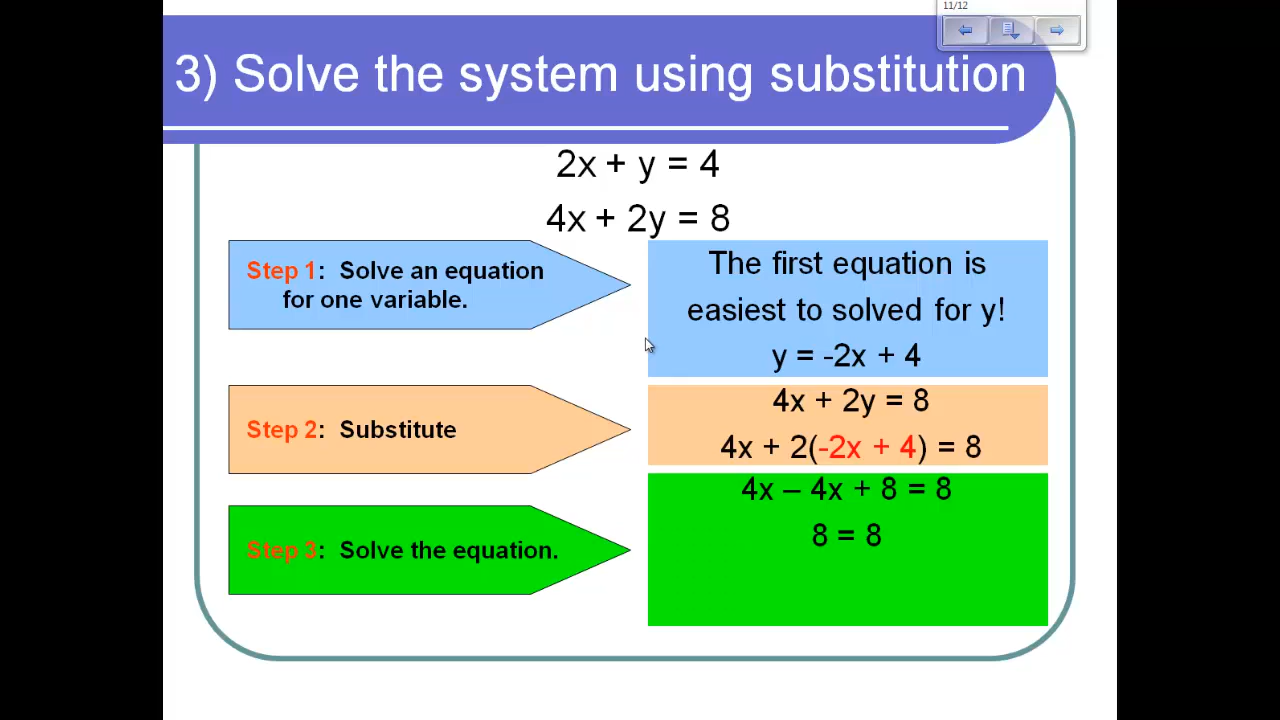 11/12
3) Solve the system using substitution
2x + y = 4
4x + 2y = 8
Step 1: Solve an equation
for one variable.
The first equation is
easiest to solved for y!
y = -2x + 4
Step 2: Substitute
4x + 2y = 8
4x + 2(-2x + 4) = 8
Step 3: Solve the equation.
4x – 4x + 8 = 8
8 = 8